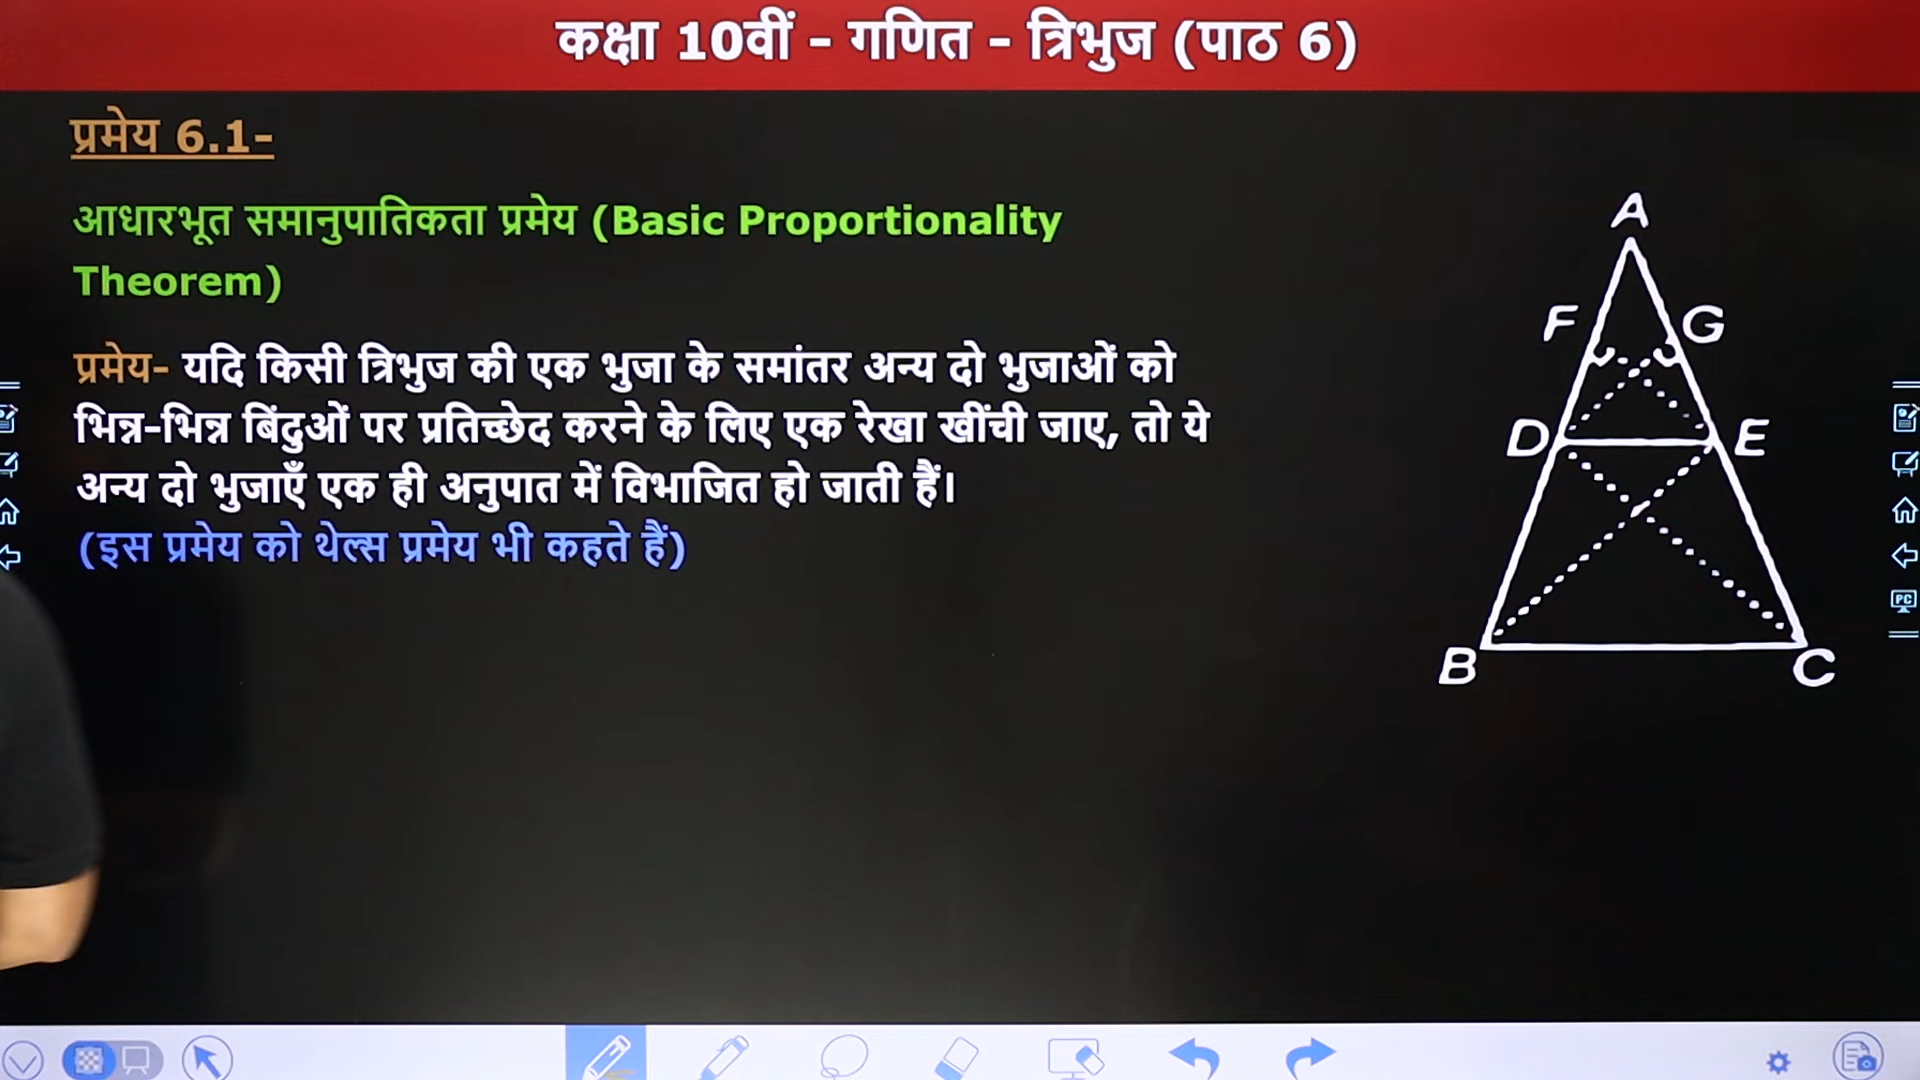 कक्षा 10वीं - गणित - त्रिभुज (पाठ 6)
प्रमेय 6.1-
आधारभूत समानुपातिकता प्रमेय (Basic Proportionality
Theorem)
प्रमेय- यदि किसी त्रिभुज की एक भुजा के समांतर अन्य दो भुजाओं को
भिन्न-भिन्न बिंदुओं पर प्रतिच्छेद करने के लिए एक रेखा खींची जाए, तो ये
अन्य दो भुजाएँ एक ही अनुपात में विभाजित हो जाती हैं।
(इस प्रमेय को थेल्स प्रमेय भी कहते हैं)
A
F G
D E
B C
PC